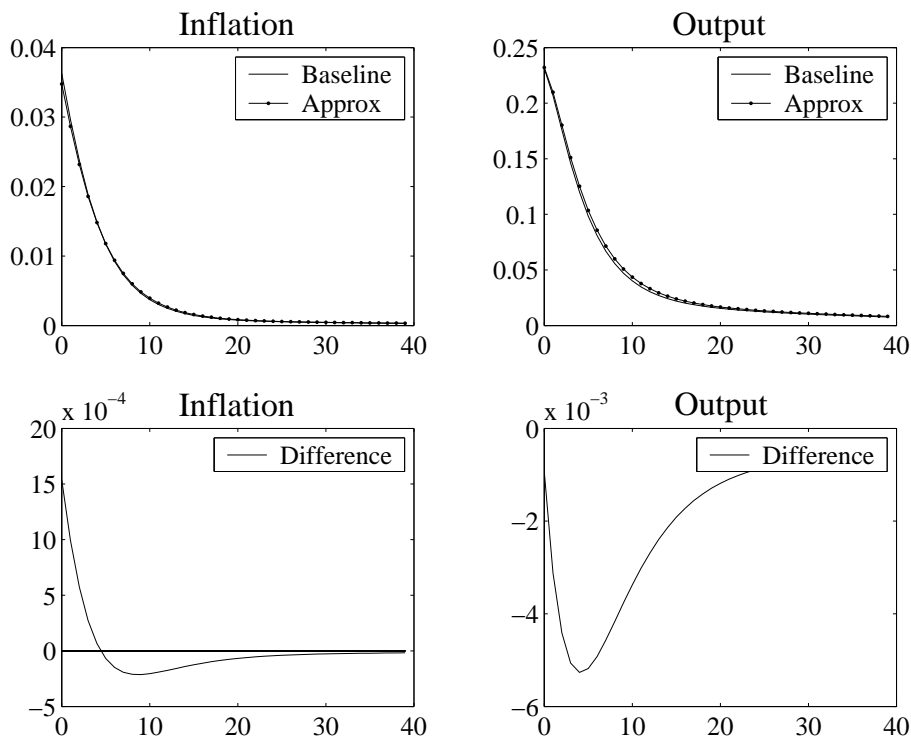 Inflation
0.04
0.03
0.02
0.01
0
0 10 20 30 40
Baseline
Approx
Output
0.25
0.2
0.15
0.1
0.05
0
0 10 20 30 40
Baseline
Approx
Inflation
x 10−4
20
15
10
5
0
−5
0 10 20 30 40
Difference
Output
x 10−3
0
−2
−4
−6
0 10 20 30 40
Difference